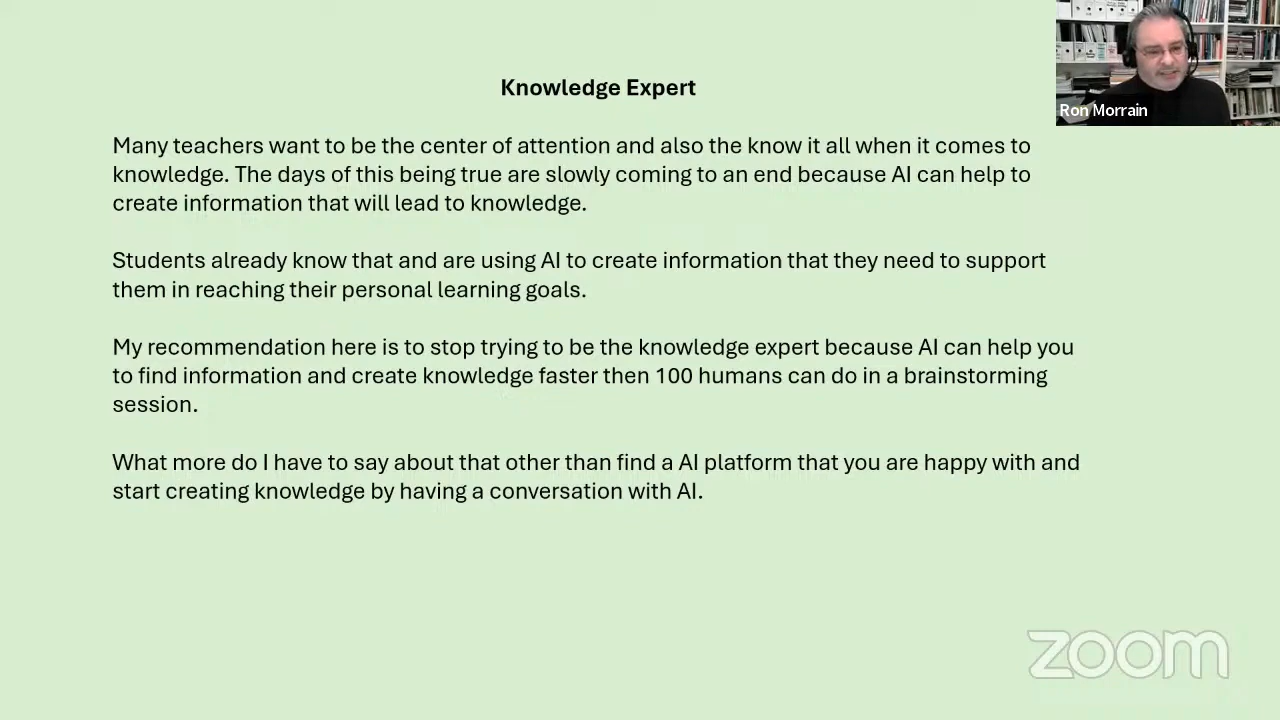 Knowledge Expert
Many teachers want to be the center of attention and also the know it all when it comes to
knowledge. The days of this being true are slowly coming to an end because AI can help to
create information that will lead to knowledge.
Students already know that and are using AI to create information that they need to support
them in reaching their personal learning goals.
My recommendation here is to stop trying to be the knowledge expert because AI can help you
to find information and create knowledge faster then 100 humans can do in a brainstorming
session.
What more do I have to say about that other than find a AI platform that you are happy with and
start creating knowledge by having a conversation with AI.
Ron Morrain
zoom